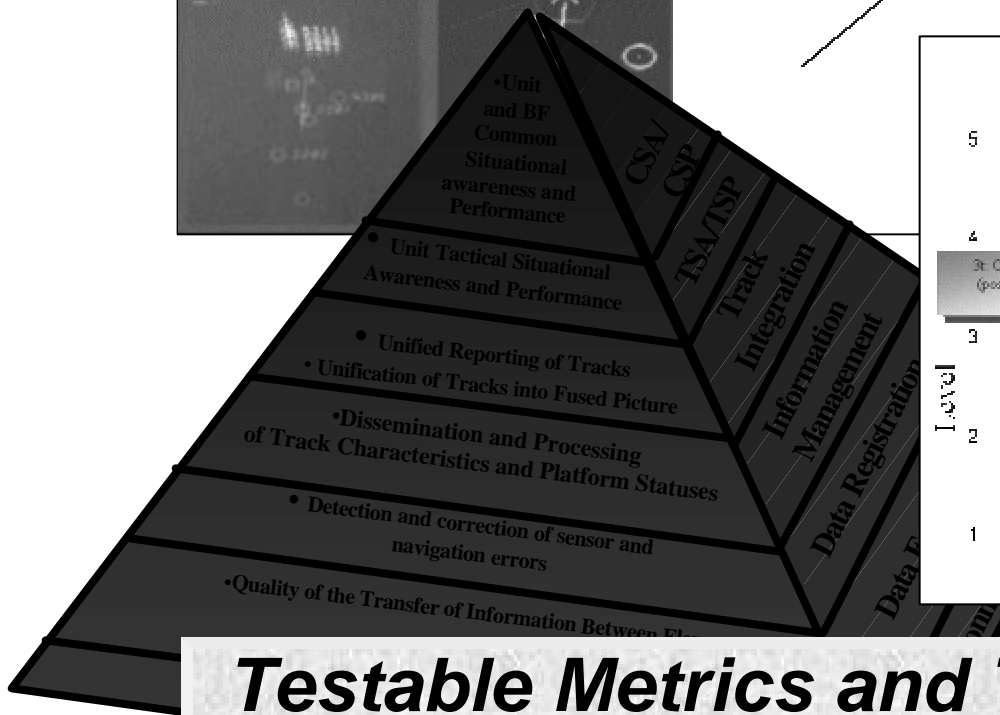 •Unit
and BF
Common
Situational
awareness and
Performance
• Unit Tactical Situational
Awareness and Performance
• Unified Reporting of Tracks
• Unification of Tracks into Fused Picture
•Dissemination and Processing
of Track Characteristics and Platform Statuses
• Detection and correction of sensor and
navigation errors
•Quality of the Transfer of Information Between
CSA/
CSP
TSA/TSP
Track
Integration
Information
Management
Data Registration
Data
5
4
3
Level
2
1
Testable Metrics and